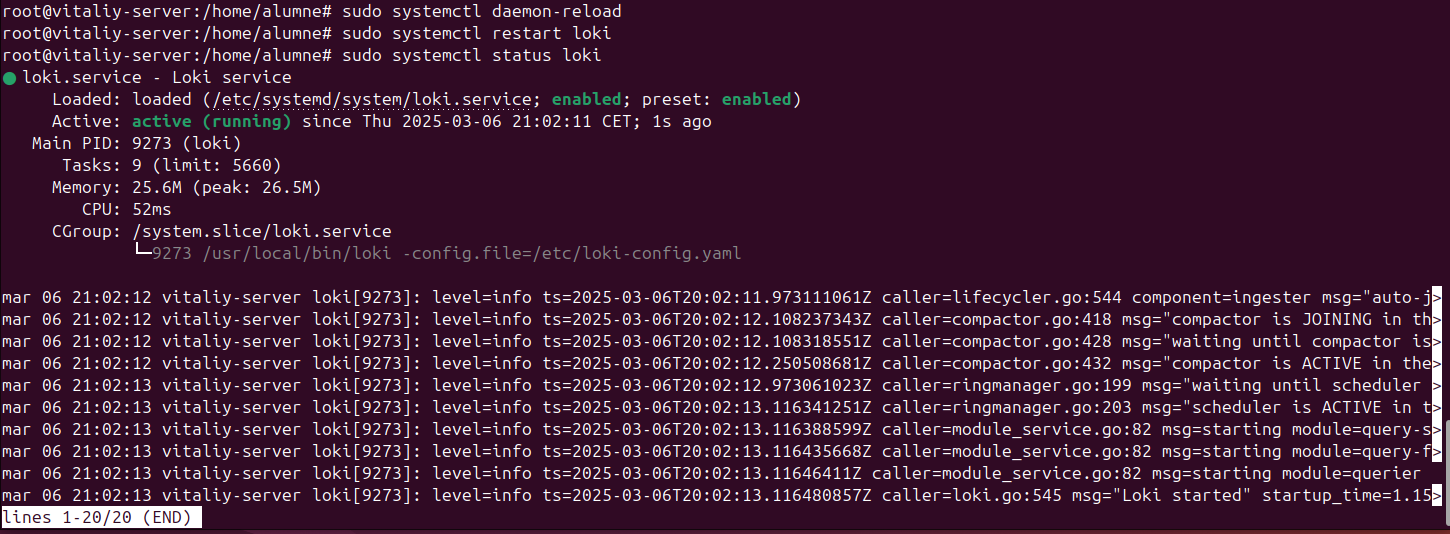 root@vitaliy-server:/home/alumne# sudo systemctl daemon-reload
root@vitaliy-server:/home/alumne# sudo systemctl restart loki
root@vitaliy-server:/home/alumne# sudo systemctl status loki
● loki.service - Loki service
     Loaded: loaded (/etc/systemd/system/loki.service; enabled; preset: enabled)
     Active: active (running) since Thu 2025-03-06 21:02:11 CET; 1s ago
   Main PID: 9273 (loki)
      Tasks: 9 (limit: 5660)
     Memory: 25.6M (peak: 26.5M)
        CPU: 52ms
     CGroup: /system.slice/loki.service
             └─9273 /usr/local/bin/loki -config.file=/etc/loki-config.yaml

mar 06 21:02:12 vitaliy-server loki[9273]: level=info ts=2025-03-06T20:02:11.973111061Z caller=lifecycler.go:544 component=ingester msg="auto-j>
mar 06 21:02:12 vitaliy-server loki[9273]: level=info ts=2025-03-06T20:02:12.108237343Z caller=compactor.go:418 msg="compactor is JOINING in th>
mar 06 21:02:12 vitaliy-server loki[9273]: level=info ts=2025-03-06T20:02:12.108318551Z caller=compactor.go:428 msg="waiting until compactor is>
mar 06 21:02:12 vitaliy-server loki[9273]: level=info ts=2025-03-06T20:02:12.250508681Z caller=compactor.go:432 msg="compactor is ACTIVE in the>
mar 06 21:02:13 vitaliy-server loki[9273]: level=info ts=2025-03-06T20:02:12.973061023Z caller=ringmanager.go:199 msg="waiting until scheduler >
mar 06 21:02:13 vitaliy-server loki[9273]: level=info ts=2025-03-06T20:02:13.116341251Z caller=ringmanager.go:203 msg="scheduler is ACTIVE in t>
mar 06 21:02:13 vitaliy-server loki[9273]: level=info ts=2025-03-06T20:02:13.116388599Z caller=module_service.go:82 msg=starting module=query-s>
mar 06 21:02:13 vitaliy-server loki[9273]: level=info ts=2025-03-06T20:02:13.116435668Z caller=module_service.go:82 msg=starting module=query-f>
mar 06 21:02:13 vitaliy-server loki[9273]: level=info ts=2025-03-06T20:02:13.11646411Z caller=module_service.go:82 msg=starting module=querier
mar 06 21:02:13 vitaliy-server loki[9273]: level=info ts=2025-03-06T20:02:13.116480857Z caller=loki.go:545 msg="Loki started" startup_time=1.15>
lines 1-20/20 (END)